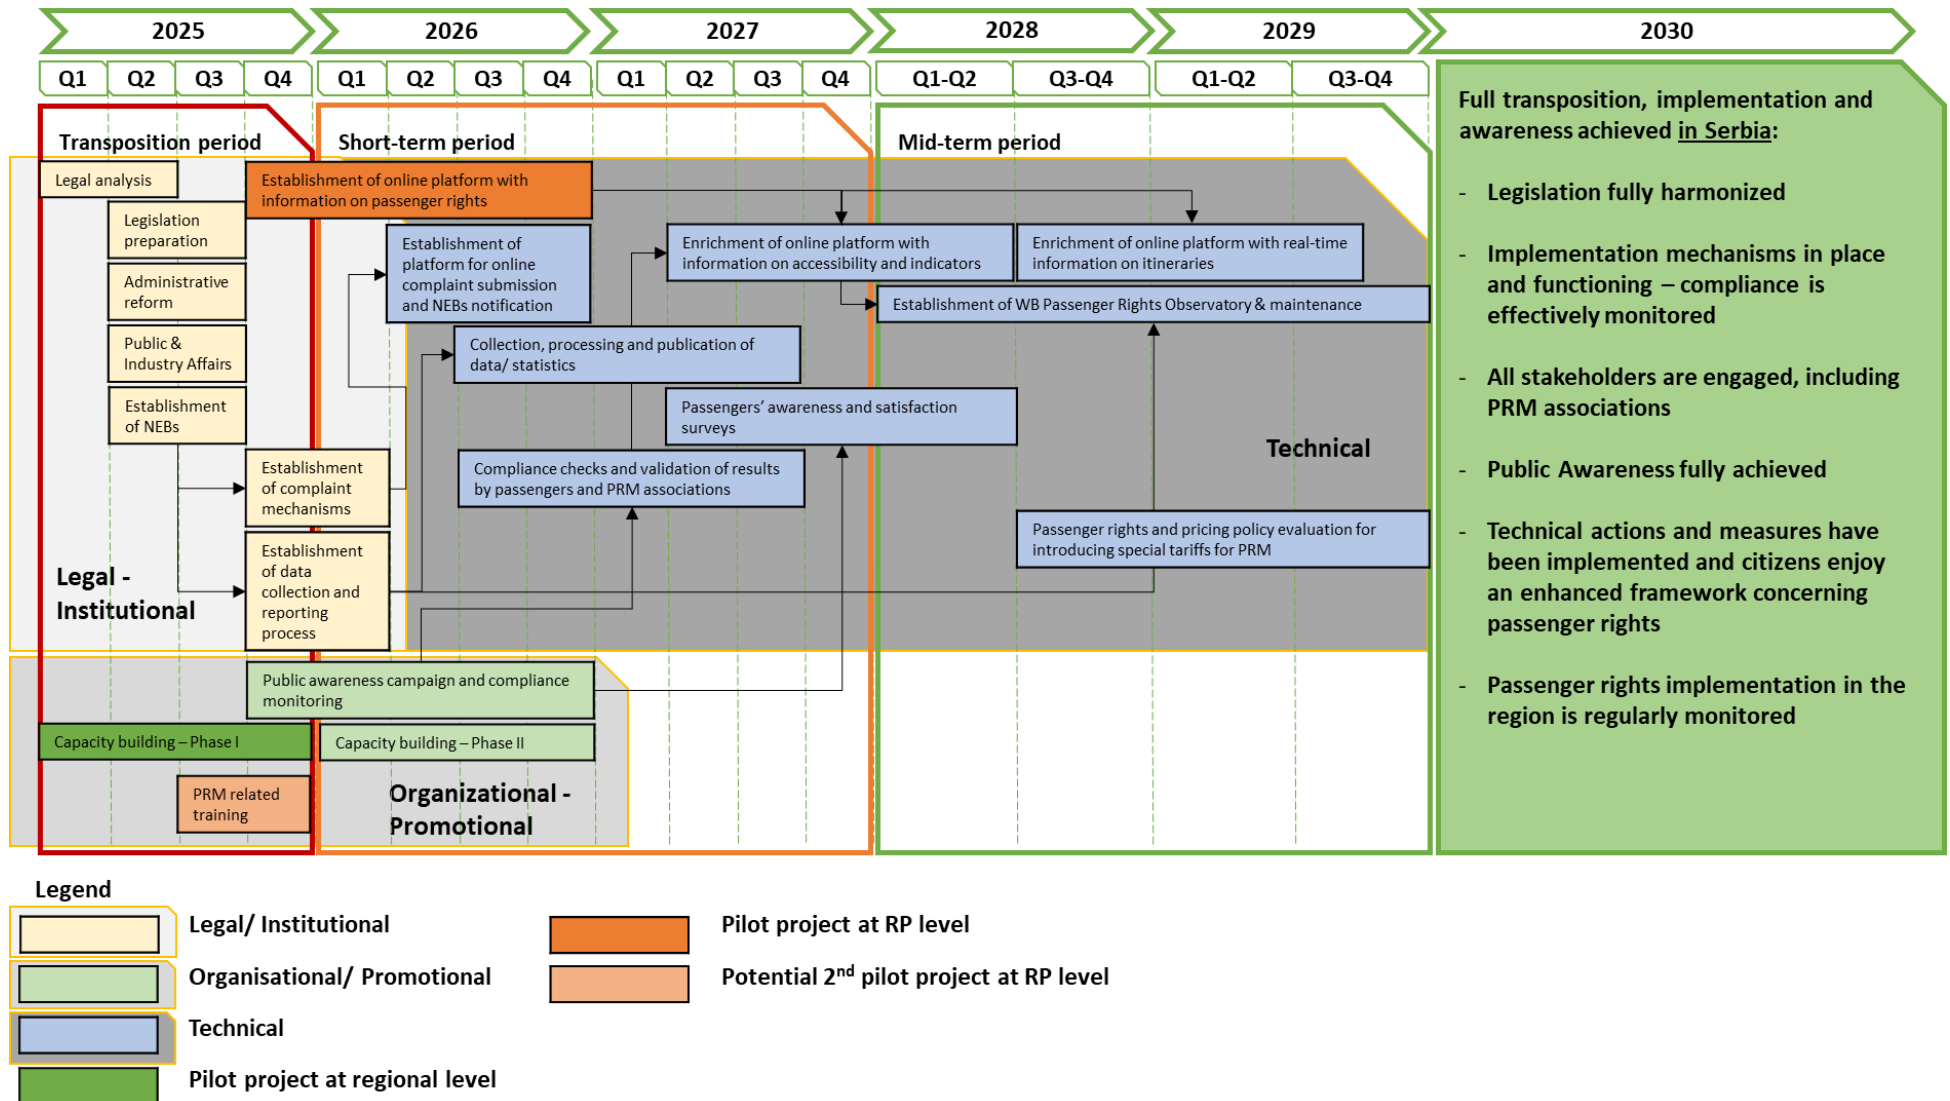 2025
2026
2027
2028
2029
2030
Q1
Q2
Q3
Q4
Q1
Q2
Q3
Q4
Q1
Q2
Q3
Q4
Q1-Q2
Q3-Q4
Q1-Q2
Q3-Q4
Transposition period
Short-term period
Mid-term period
Legal analysis
Legislation
preparation
Administrative
reform
Public &
Industry Affairs
Establishment
of NEBs
Establishment
of complaint
mechanisms
Establishment
of data
collection and
reporting
process
Legal -
Institutional
Establishment of online platform with
information on passenger rights
Establishment of
platform for online
complaint submission
and NEBs notification
Enrichment of online platform with
information on accessibility and indicators
Enrichment of online platform with real-time
information on itineraries
Establishment of WB Passenger Rights Observatory & maintenance
Collection, processing and publication of
data/ statistics
Passengers’ awareness and satisfaction
surveys
Compliance checks and validation of results
by passengers and PRM associations
Technical
Passenger rights and pricing policy evaluation for
introducing special tariffs for PRM
Public awareness campaign and compliance
monitoring
Capacity building – Phase I
Capacity building – Phase II
PRM related
training
Organizational -
Promotional
Full transposition, implementation and
awareness achieved in Serbia:
- Legislation fully harmonized
- Implementation mechanisms in place
and functioning – compliance is
effectively monitored
- All stakeholders are engaged, including
PRM associations
- Public Awareness fully achieved
- Technical actions and measures have
been implemented and citizens enjoy
an enhanced framework concerning
passenger rights
- Passenger rights implementation in the
region is regularly monitored
Legend
Legal/ Institutional
Organisational/ Promotional
Technical
Pilot project at regional level
Pilot project at RP level
Potential 2nd pilot project at RP level